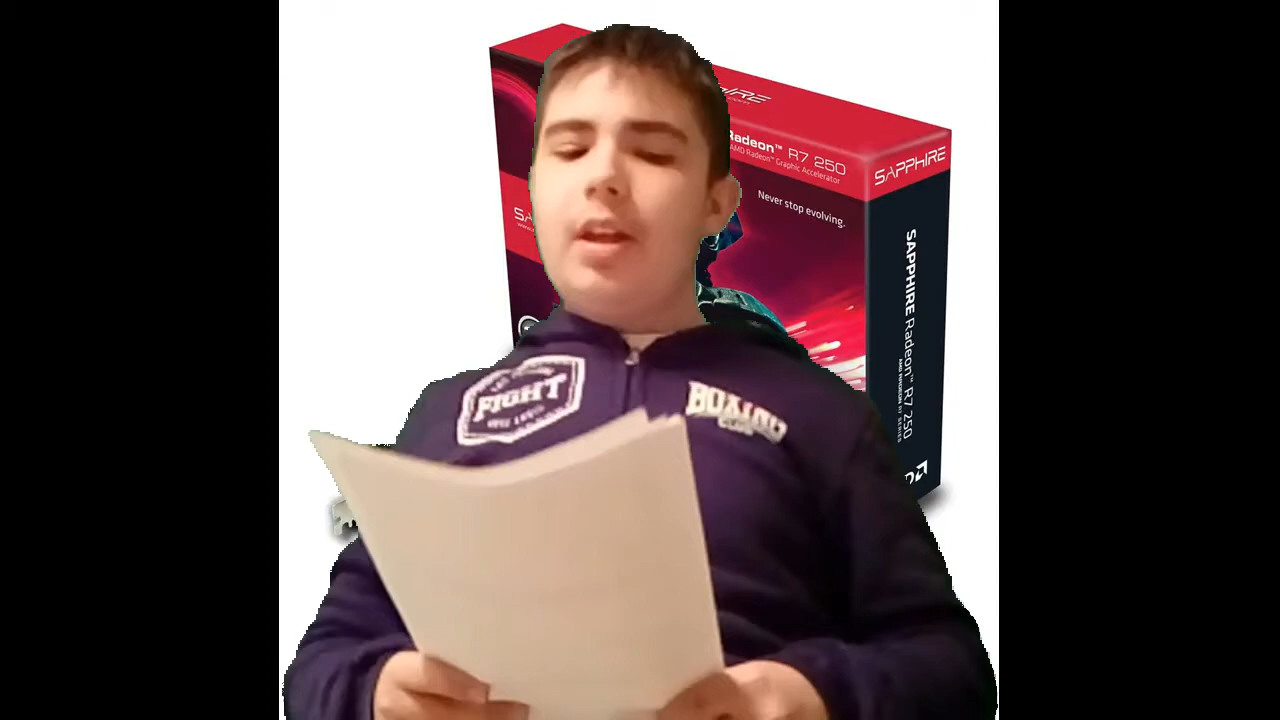 Radeon™ R7 250
AMD Radeon™ Graphic Accelerator
SAPPHIRE
Never stop evolving.
SAPPHIRE Radeon™ R7 250
FIGHT
BOXING